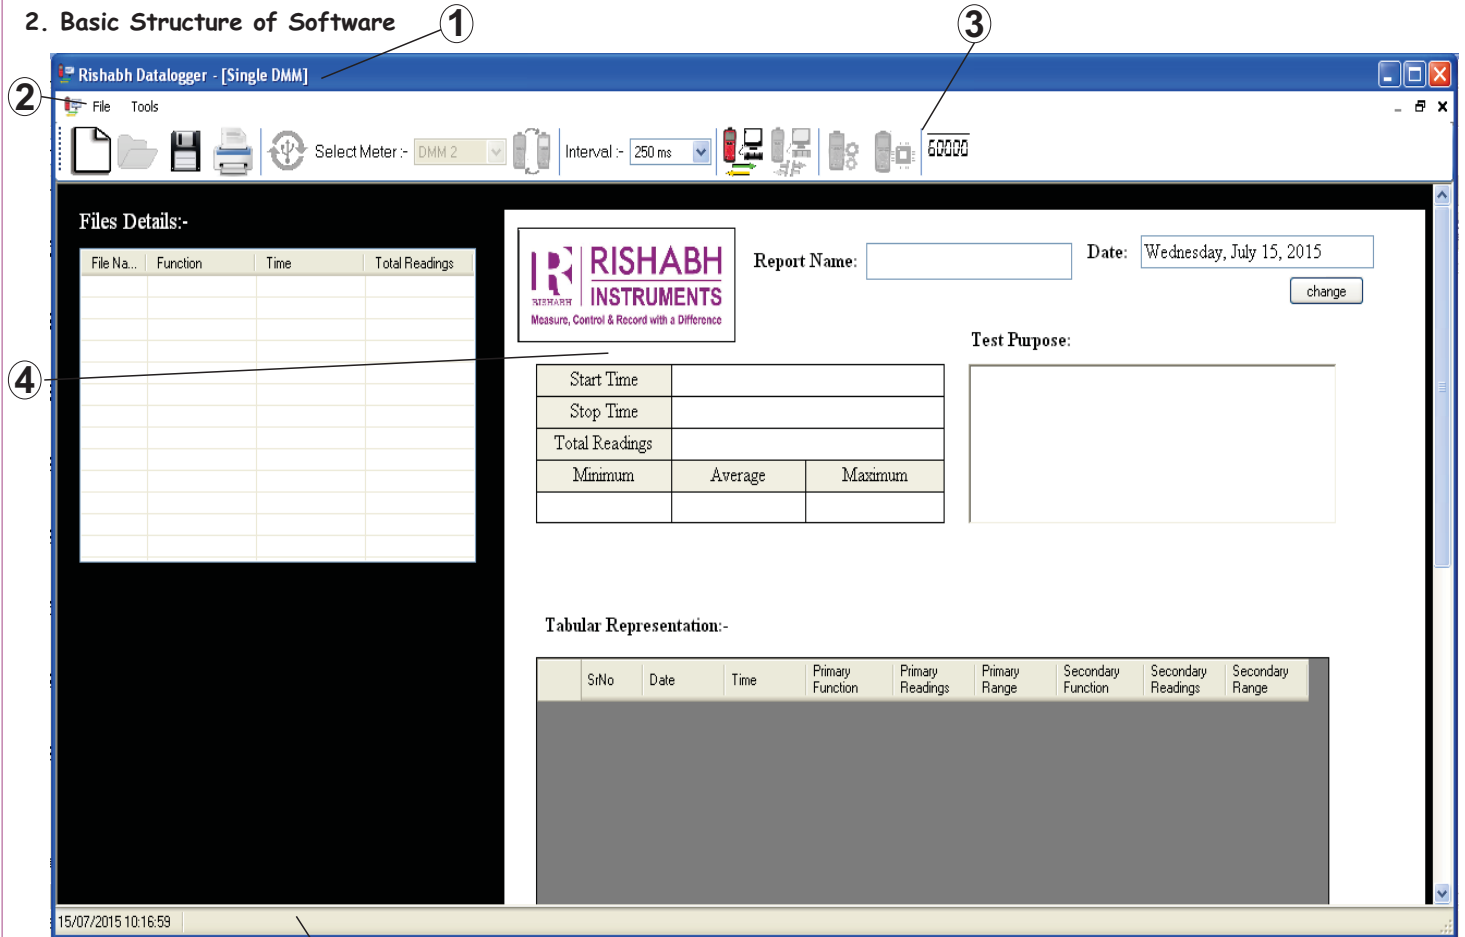 2. Basic Structure of Software
1
3
Rishabh Datalogger - [Single DMM]
2
File Tools
Select Meter :- DMM 2 Interval :- 250 ms 60000
Files Details:-
File Na... Function Time Total Readings
RISHABH
INSTRUMENTS
RISHABH
Measure, Control & Record with a Difference
Report Name:
Date: Wednesday, July 15, 2015
change
Test Purpose:
4
Start Time
Stop Time
Total Readings
Minimum Average Maximum
Tabular Representation:-
SrNo Date Time Primary Function Primary Readings Primary Range Secondary Function Secondary Readings Secondary Range
15/07/2015 10:16:59